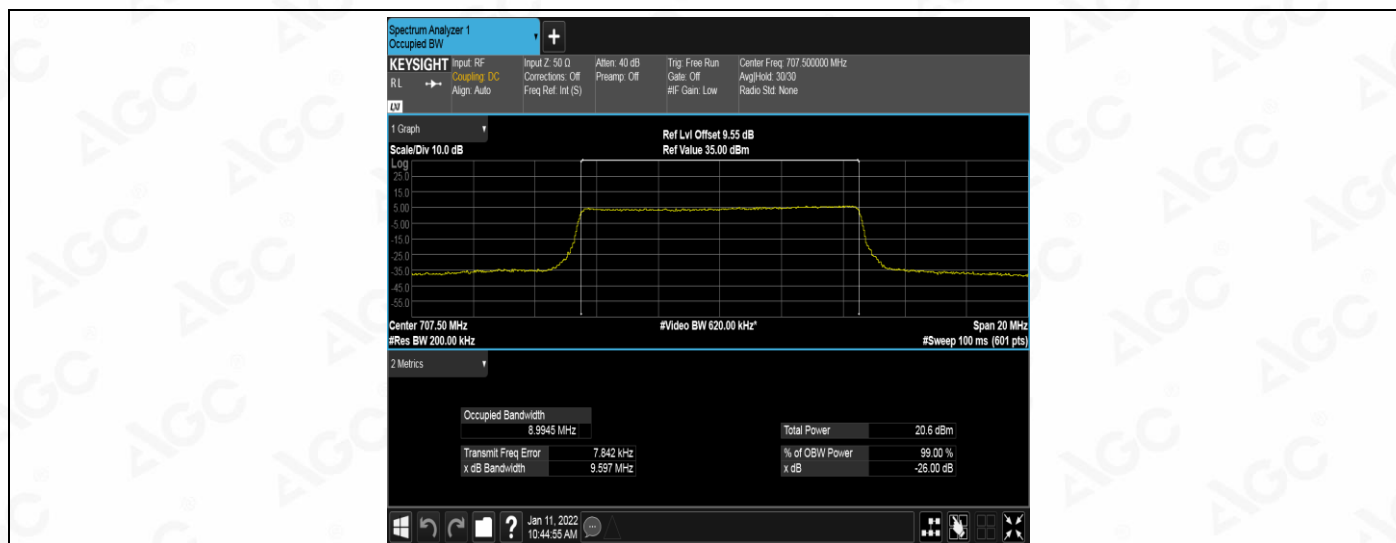 Spectrum Analyzer 1
Occupied BW
KEYSIGHT
RL
LXI
Input: RF
Coupling: DC
Align: Auto
Input Z: 50 Ω
Corrections: Off
Freq Ref: Int (S)
Atten: 40 dB
Preamp: Off
Trig: Free Run
Gate: Off
#IF Gain: Low
Center Freq: 707.500000 MHz
Avg|Hold: 30/30
Radio Std: None
1 Graph
Scale/Div 10.0 dB
Ref Lvl Offset 9.55 dB
Ref Value 35.00 dBm
Log
25.0
15.0
5.00
-5.00
-15.0
-25.0
-35.0
-45.0
-55.0
Center 707.50 MHz
#Res BW 200.00 kHz
#Video BW 620.00 kHz*
Span 20 MHz
#Sweep 100 ms (601 pts)
2 Metrics
Occupied Bandwidth
8.9945 MHz
Transmit Freq Error 7.842 kHz
x dB Bandwidth 9.597 MHz
Total Power 20.6 dBm
% of OBW Power 99.00 %
x dB -26.00 dB
Jan 11, 2022
10:44:55 AM
AGC